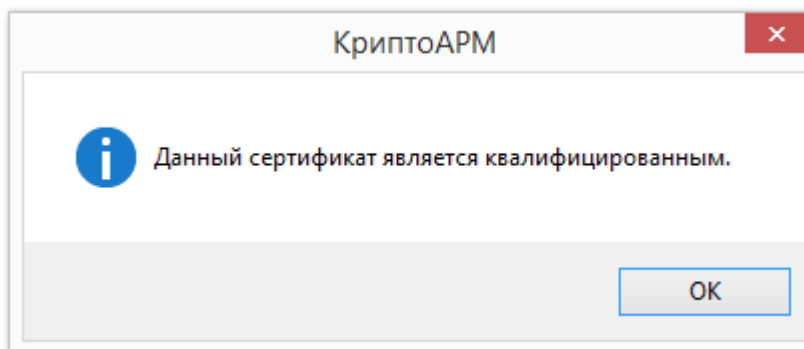 КриптоАРМ
Данный сертификат является квалифицированным.
OK